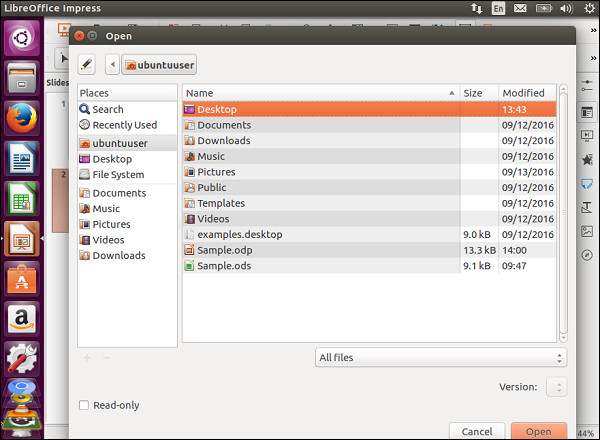 LibreOffice Impress
En
Open
ubuntuuser
Slides
1
2
Places
Search
Recently Used
ubuntuuser
Desktop
File System
Documents
Music
Pictures
Videos
Downloads
Name Size Modified
Desktop 13:43
Documents 09/12/2016
Downloads 09/12/2016
Music 09/12/2016
Pictures 09/13/2016
Public 09/12/2016
Templates 09/12/2016
Videos 09/12/2016
examples.desktop 9.0 kB 09/12/2016
Sample.odp 13.3 kB 14:00
Sample.ods 9.1 kB 09:47
All files
Version:
Read-only
Cancel Open
44%